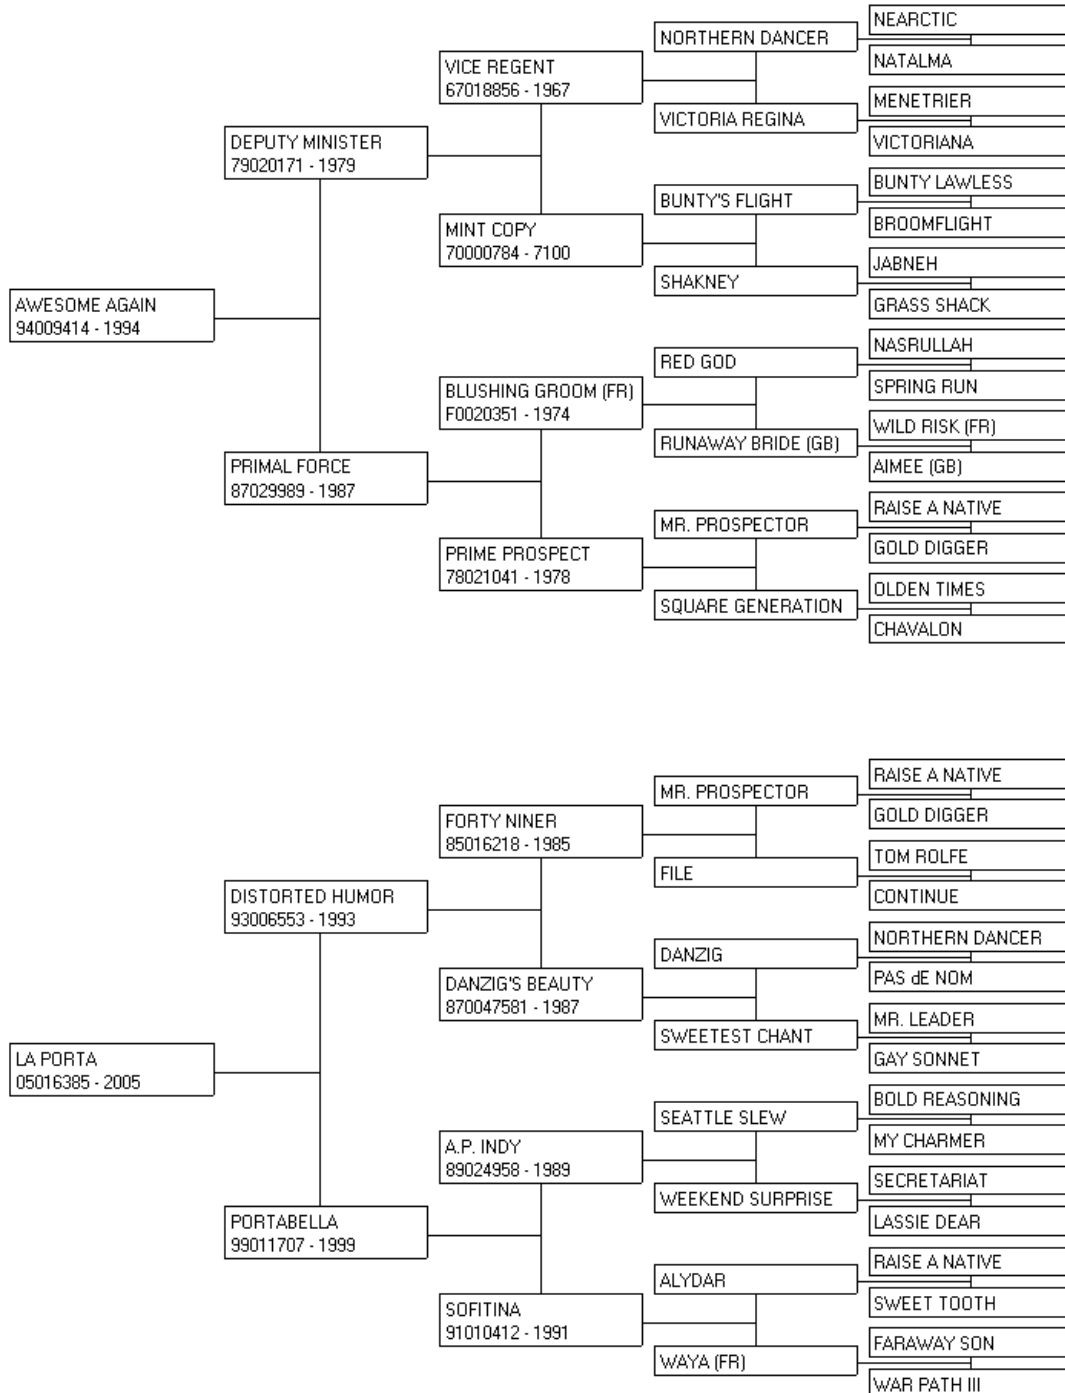 NEARCTIC
NORTHERN DANCER
NATALMA
VICE REGENT
67018856 - 1967
MENETRIER
VICTORIA REGINA
VICTORIANA
DEPUTY MINISTER
79020171 - 1979
BUNTY LAWLESS
BUNTY'S FLIGHT
BROOMFLIGHT
MINT COPY
70000784 - 7100
JABNEH
SHAKNEY
GRASS SHACK
AWESOME AGAIN
94009414 - 1994
NASRULLAH
RED GOD
SPRING RUN
BLUSHING GROOM (FR)
F0020351 - 1974
WILD RISK (FR)
RUNAWAY BRIDE (GB)
AIMEE (GB)
PRIMAL FORCE
87029989 - 1987
RAISE A NATIVE
MR. PROSPECTOR
GOLD DIGGER
PRIME PROSPECT
78021041 - 1978
OLDEN TIMES
SQUARE GENERATION
CHAVALON
RAISE A NATIVE
MR. PROSPECTOR
GOLD DIGGER
FORTY NINER
85016218 - 1985
TOM ROLFE
FILE
CONTINUE
DISTORTED HUMOR
93006553 - 1993
NORTHERN DANCER
DANZIG
PAS dE NOM
DANZIG'S BEAUTY
870047581 - 1987
MR. LEADER
SWEETEST CHANT
GAY SONNET
LA PORTA
05016385 - 2005
BOLD REASONING
SEATTLE SLEW
MY CHARMER
A.P. INDY
89024958 - 1989
SECRETARIAT
WEEKEND SURPRISE
LASSIE DEAR
PORTABELLA
99011707 - 1999
RAISE A NATIVE
ALYDAR
SWEET TOOTH
SOFITINA
91010412 - 1991
FARAWAY SON
WAYA (FR)
WAR PATH III